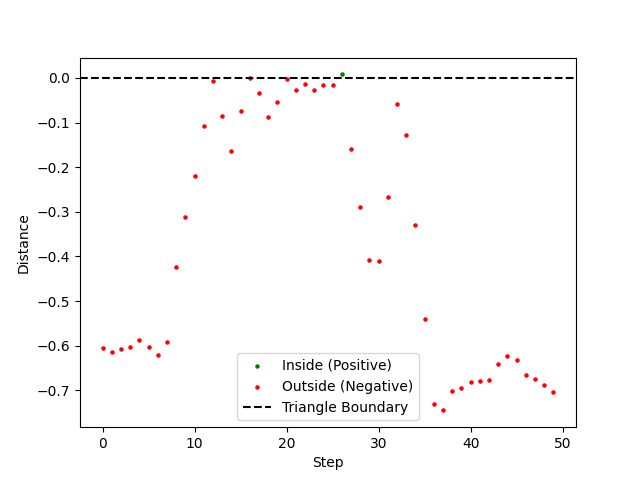 0.0
−0.1
−0.2
−0.3
−0.4
−0.5
−0.6
−0.7
Distance
Inside (Positive)
Outside (Negative)
Triangle Boundary
0 10 20 30 40 50
Step